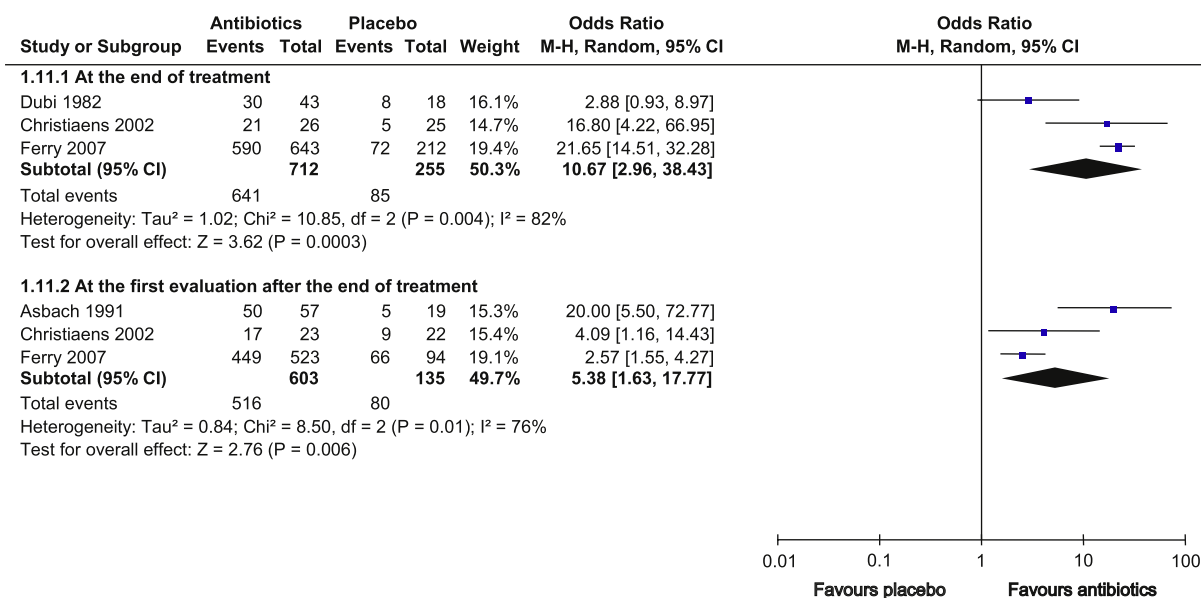 Antibiotics Placebo Odds Ratio Odds Ratio
Study or Subgroup Events Total Events Total Weight M-H, Random, 95% CI M-H, Random, 95% CI
1.11.1 At the end of treatment
Dubi 1982 30 43 8 18 16.1% 2.88 [0.93, 8.97]
Christiaens 2002 21 26 5 25 14.7% 16.80 [4.22, 66.95]
Ferry 2007 590 643 72 212 19.4% 21.65 [14.51, 32.28]
Subtotal (95% CI) 712 255 50.3% 10.67 [2.96, 38.43]
Total events 641 85
Heterogeneity: Tau² = 1.02; Chi² = 10.85, df = 2 (P = 0.004); I² = 82%
Test for overall effect: Z = 3.62 (P = 0.0003)
1.11.2 At the first evaluation after the end of treatment
Asbach 1991 50 57 5 19 15.3% 20.00 [5.50, 72.77]
Christiaens 2002 17 23 9 22 15.4% 4.09 [1.16, 14.43]
Ferry 2007 449 523 66 94 19.1% 2.57 [1.55, 4.27]
Subtotal (95% CI) 603 135 49.7% 5.38 [1.63, 17.77]
Total events 516 80
Heterogeneity: Tau² = 0.84; Chi² = 8.50, df = 2 (P = 0.01); I² = 76%
Test for overall effect: Z = 2.76 (P = 0.006)
0.01 0.1 1 10 100
Favours placebo Favours antibiotics